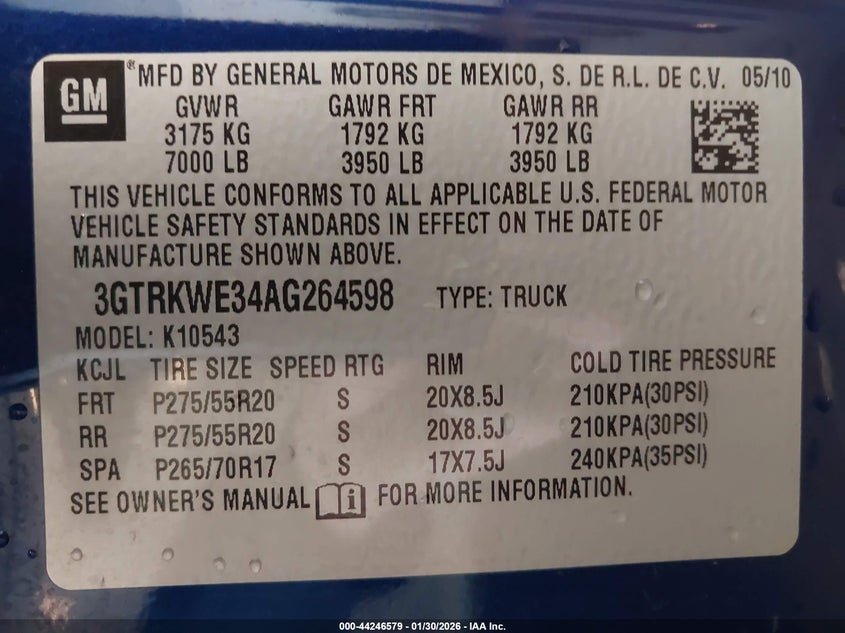 GM
® MFD BY GENERAL MOTORS DE MEXICO, S. DE R.L. DE C.V. 05/10
GVWR GAWR FRT GAWR RR
3175 KG 1792 KG 1792 KG
7000 LB 3950 LB 3950 LB
THIS VEHICLE CONFORMS TO ALL APPLICABLE U.S. FEDERAL MOTOR
VEHICLE SAFETY STANDARDS IN EFFECT ON THE DATE OF
MANUFACTURE SHOWN ABOVE.
3GTRKWE34AG264598 TYPE: TRUCK
MODEL: K10543
KCJL TIRE SIZE SPEED RTG RIM COLD TIRE PRESSURE
FRT P275/55R20 S 20X8.5J 210KPA(30PSI)
RR P275/55R20 S 20X8.5J 210KPA(30PSI)
SPA P265/70R17 S 17X7.5J 240KPA(35PSI)
SEE OWNER'S MANUAL i FOR MORE INFORMATION.
000-44246579 - 01/30/2026 - IAA Inc.